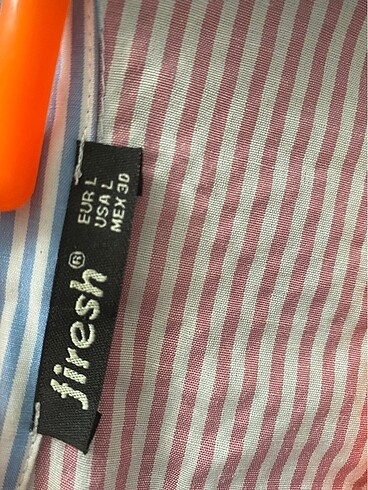 firesh®
EUR L
USA L
MEX 30